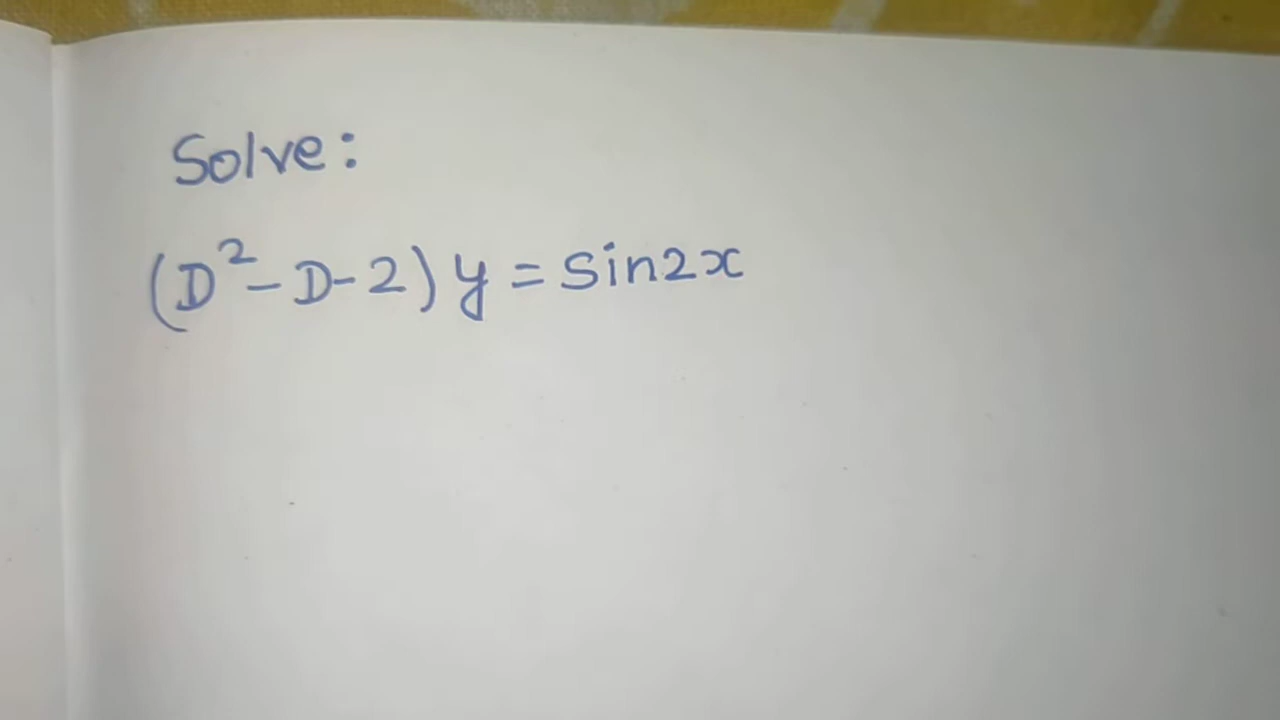 Solve:
(D²-D-2)y = sin2x